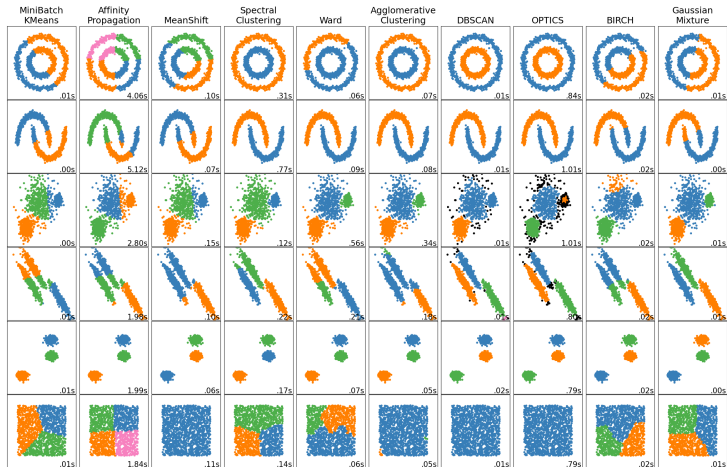 MiniBatch
KMeans
Affinity
Propagation
MeanShift
Spectral
Clustering
Ward
Agglomerative
Clustering
DBSCAN
OPTICS
BIRCH
Gaussian
Mixture
.01s 4.06s .10s .31s .06s .07s .01s .84s .02s .01s
.00s 5.12s .07s .77s .09s .08s .01s 1.01s .02s .00s
.00s 2.80s .15s .12s .56s .34s .01s 1.01s .02s .01s
.01s 1.98s .10s .22s .16s .01s .02s .01s
.01s 1.99s .06s .17s .07s .05s .02s .79s .02s .00s
.01s 1.84s .11s .14s .06s .05s .01s .79s .02s .01s